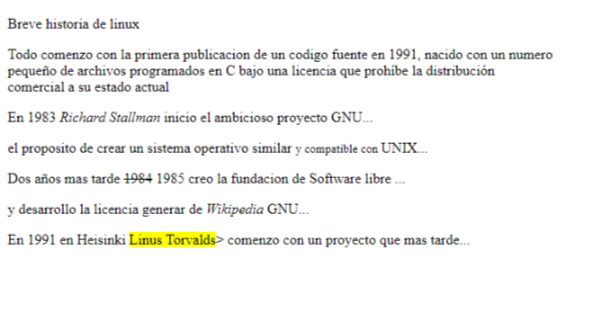 Breve historia de linux
Todo comenzo con la primera publicacion de un codigo fuente en 1991, nacido con un numero
pequeño de archivos programados en C bajo una licencia que prohíbe la distribución
comercial a su estado actual
En 1983 Richard Stallman inicio el ambicioso proyecto GNU...
el proposito de crear un sistema operativo similar y compatible con UNIX...
Dos años mas tarde 1984 1985 creo la fundacion de Software libre ...
y desarrollo la licencia generar de Wikipedia GNU...
En 1991 en Heisinki Linus Torvalds> comenzo con un proyecto que mas tarde...